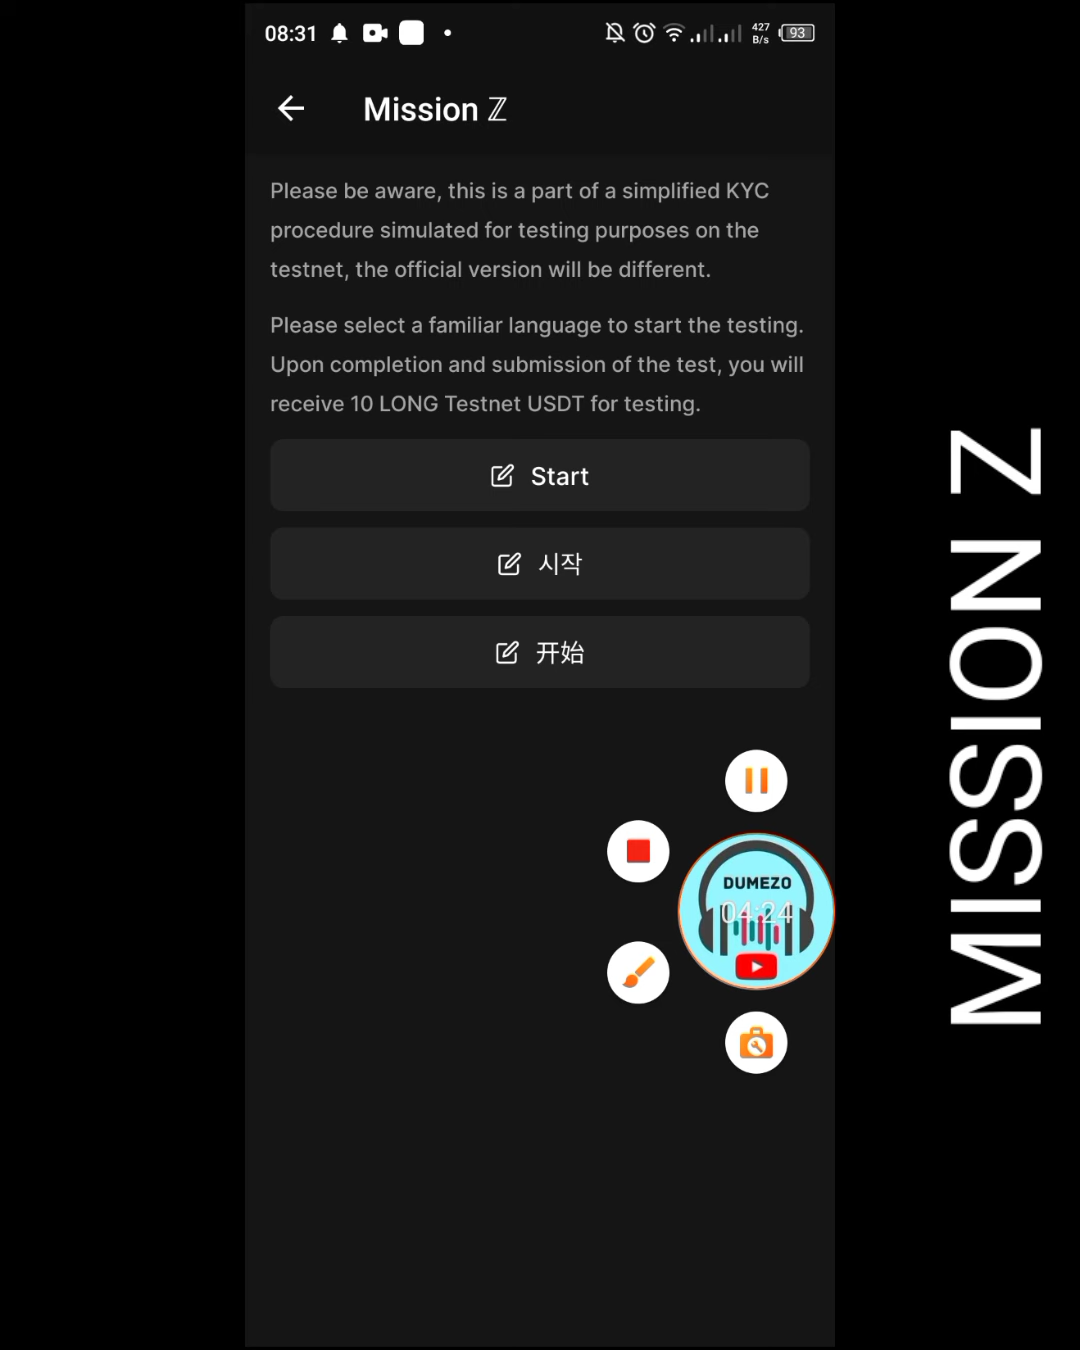 08:31
427
B/s
93
Mission ℤ
Please be aware, this is a part of a simplified KYC
procedure simulated for testing purposes on the
testnet, the official version will be different.
Please select a familiar language to start the testing.
Upon completion and submission of the test, you will
receive 10 LONG Testnet USDT for testing.
Start
시작
开始
DUMEZO
04:24
MISSION Z